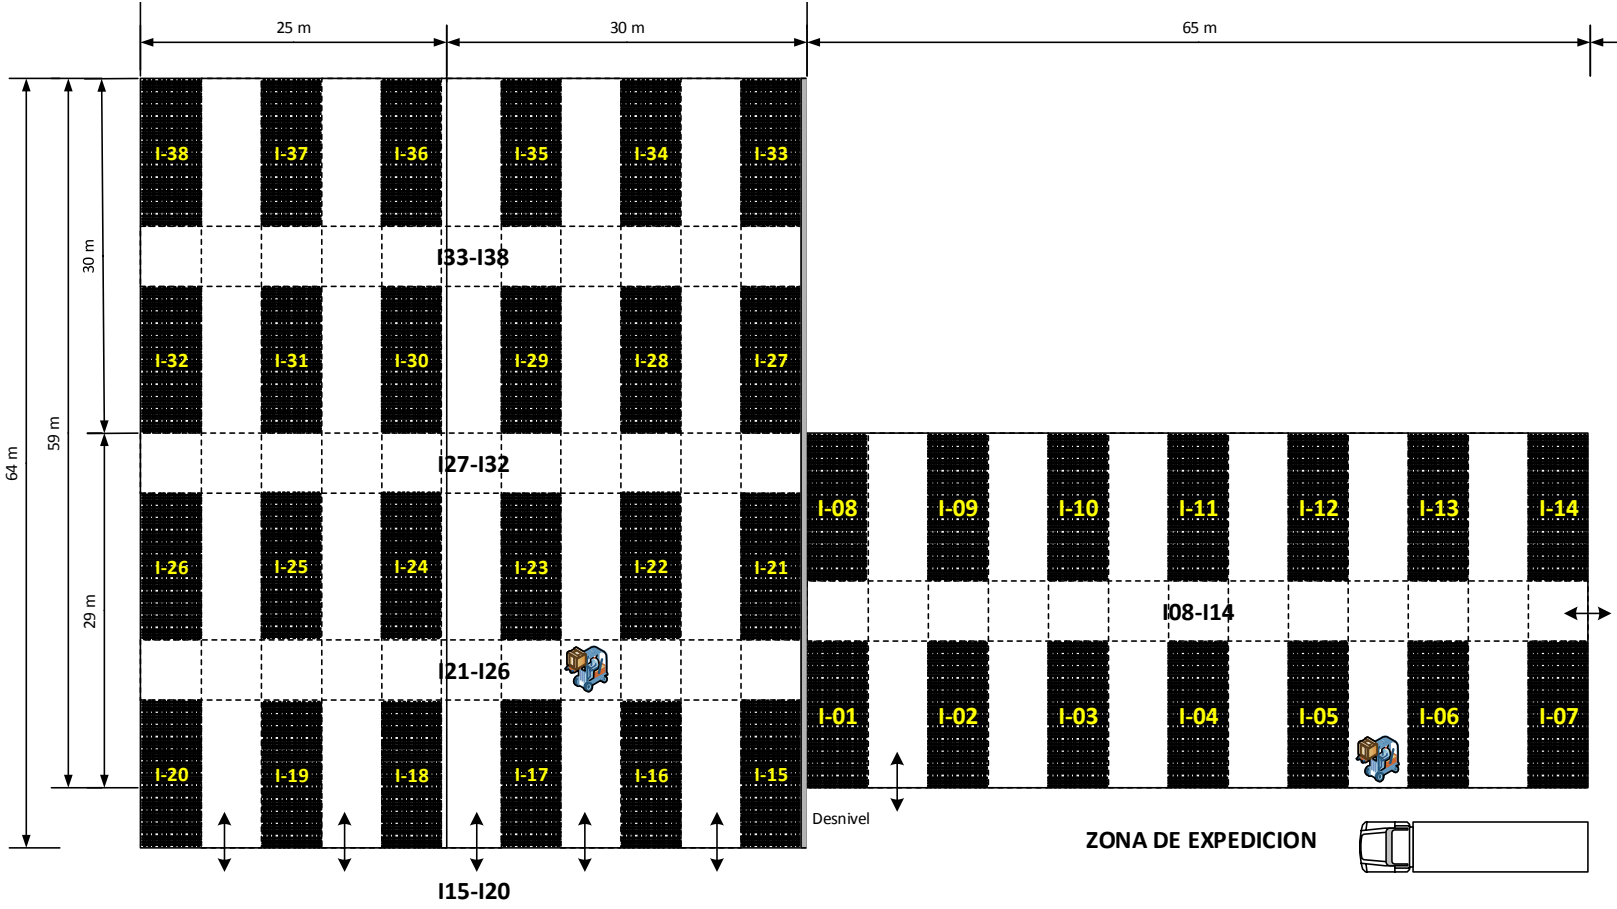 25 m
30 m
65 m
I-38
I-37
I-36
I-35
I-34
I-33
30 m
I33-I38
I-32
I-31
I-30
I-29
I-28
I-27
59 m
64 m
I27-I32
I-08
I-09
I-10
I-11
I-12
I-13
I-14
I-26
I-25
I-24
I-23
I-22
I-21
29 m
I08-I14
I21-I26
I-01
I-02
I-03
I-04
I-05
I-06
I-07
I-20
I-19
I-18
I-17
I-16
I-15
Desnivel
ZONA DE EXPEDICION
I15-I20